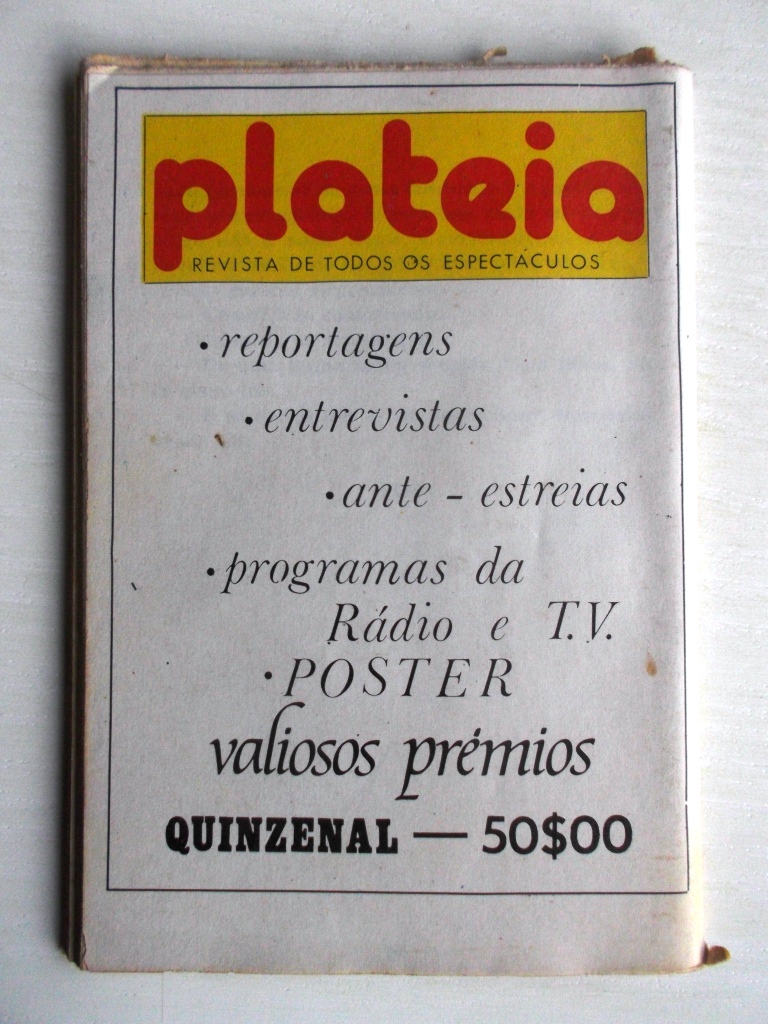 plateia
REVISTA DE TODOS OS ESPECTÁCULOS
· reportagens
· entrevistas
· ante - estreias
· programas da
Rádio e T.V.
· POSTER
valiosos prémios
QUINZENAL — 50$00